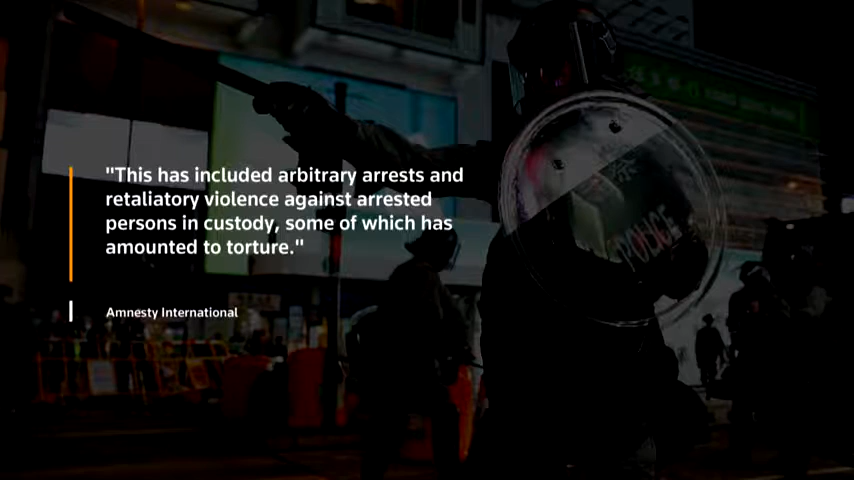 "This has included arbitrary arrests and
retaliatory violence against arrested
persons in custody, some of which has
amounted to torture."
Amnesty International
POLICE